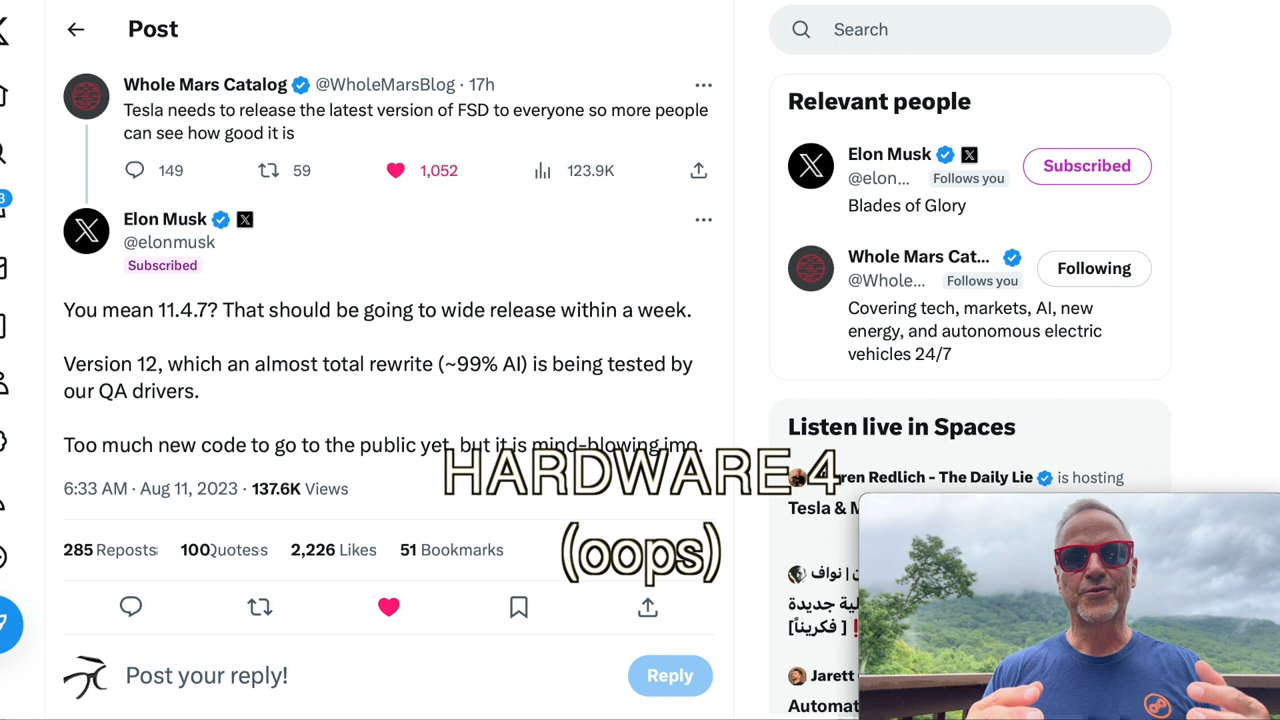 Post
Whole Mars Catalog @WholeMarsBlog · 17h
Tesla needs to release the latest version of FSD to everyone so more people
can see how good it is
149 59 1,052 123.9K
Elon Musk
@elonmusk
Subscribed
You mean 11.4.7? That should be going to wide release within a week.
Version 12, which an almost total rewrite (~99% AI) is being tested by
our QA drivers.
Too much new code to go to the public yet, but it is mind-blowing imo.
HARDWARE 4
(oops)
6:33 AM · Aug 11, 2023 · 137.6K Views
285 Reposts 100 Quotes 2,226 Likes 51 Bookmarks
Post your reply!
Reply
Search
Relevant people
Elon Musk
@elon... Follows you
Subscribed
Blades of Glory
Whole Mars Cat...
@Whole... Follows you
Following
Covering tech, markets, AI, new
energy, and autonomous electric
vehicles 24/7
Listen live in Spaces
Redlich - The Daily Lie is hosting
Tesla &
نواف |
لية جديدة
[ فكريناً ]
Jarett
3